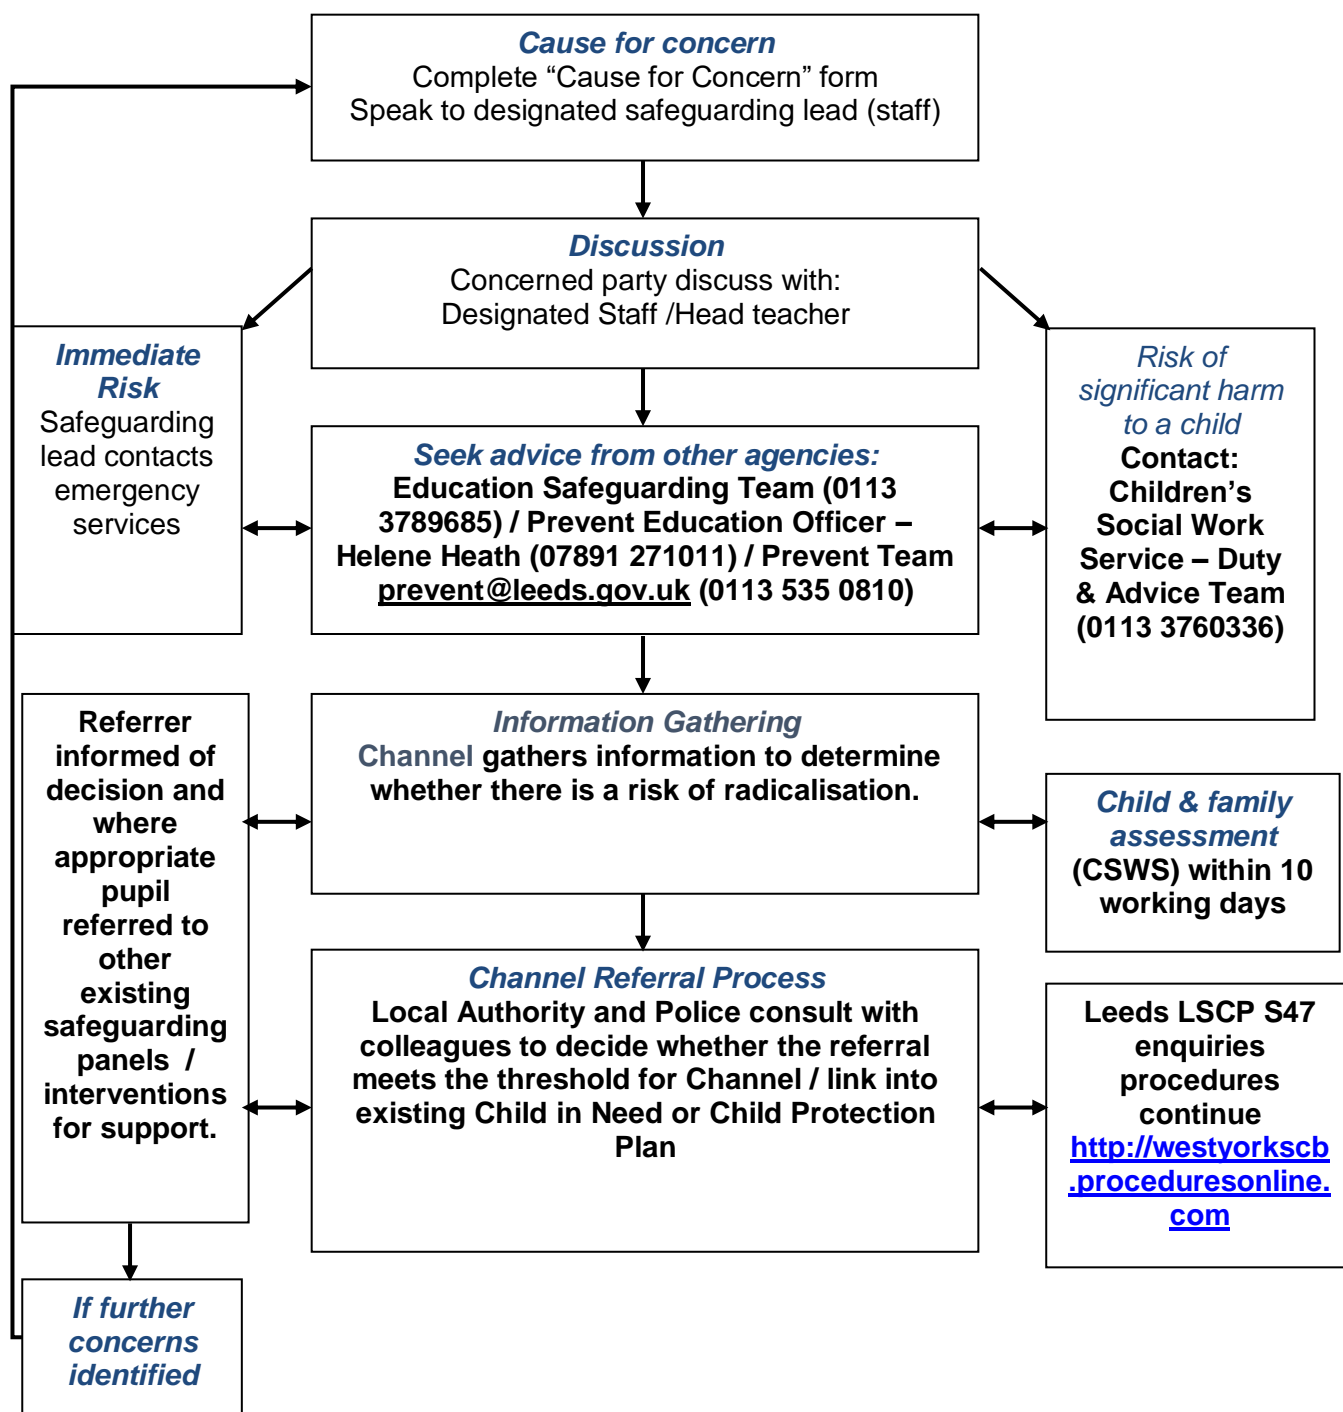 Cause for concern
Complete “Cause for Concern” form
Speak to designated safeguarding lead (staff)
Discussion
Concerned party discuss with:
Designated Staff /Head teacher
Immediate
Risk
Safeguarding
lead contacts
emergency
services
Seek advice from other agencies:
Education Safeguarding Team (0113
3789685) / Prevent Education Officer –
Helene Heath (07891 271011) / Prevent Team
prevent@leeds.gov.uk (0113 535 0810)
Risk of
significant harm
to a child
Contact:
Children’s
Social Work
Service – Duty
& Advice Team
(0113 3760336)
Referrer
informed of
decision and
where
appropriate
pupil
referred to
other
existing
safeguarding
panels /
interventions
for support.
Information Gathering
Channel gathers information to determine
whether there is a risk of radicalisation.
Child & family
assessment
(CSWS) within 10
working days
Channel Referral Process
Local Authority and Police consult with
colleagues to decide whether the referral
meets the threshold for Channel / link into
existing Child in Need or Child Protection
Plan
Leeds LSCP S47
enquiries
procedures
continue
http://westyorkscb
.proceduresonline.
com
If further
concerns
identified